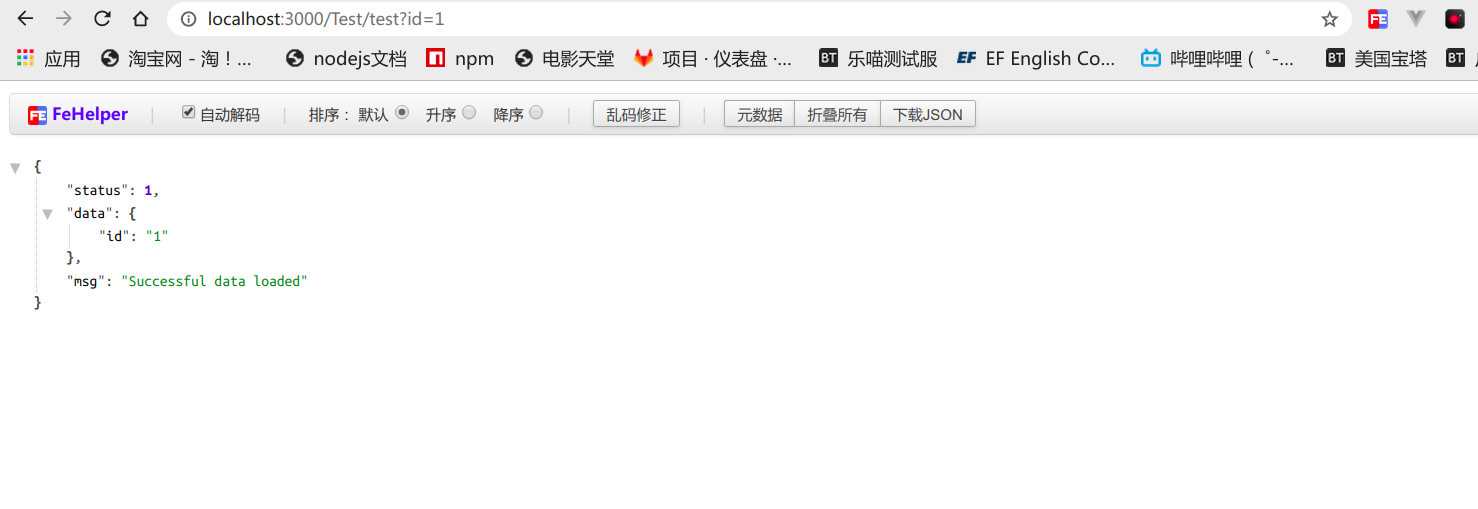 localhost:3000/Test/test?id=1
应用 淘宝网 - 淘！... nodejs文档 npm 电影天堂 项目 · 仪表盘 ·... BT 乐喵测试服 EF EF English Co... 哔哩哔哩 ( ゜-... BT 美国宝塔 BT
FE FeHelper | 自动解码 | 排序： 默认 升序 降序 | 乱码修正 | 元数据 折叠所有 下载JSON
{
"status": 1,
"data": {
"id": "1"
},
"msg": "Successful data loaded"
}